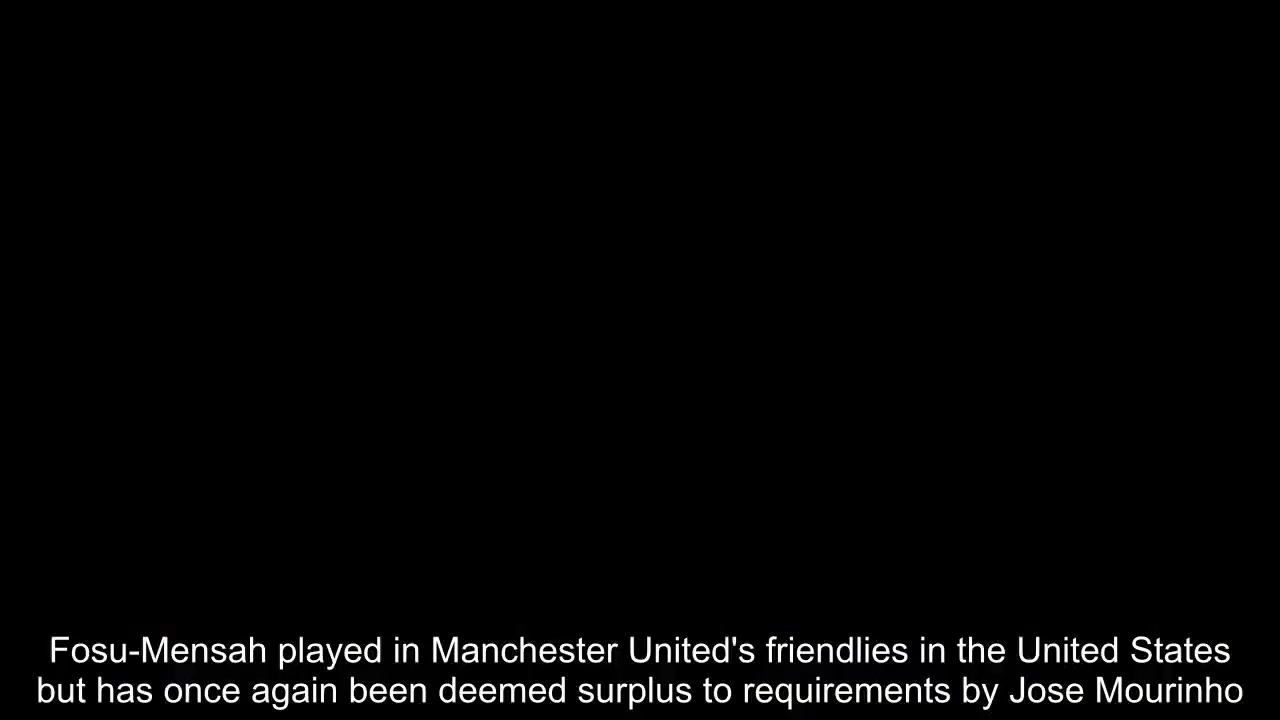 Fosu-Mensah played in Manchester United's friendlies in the United States
but has once again been deemed surplus to requirements by Jose Mourinho